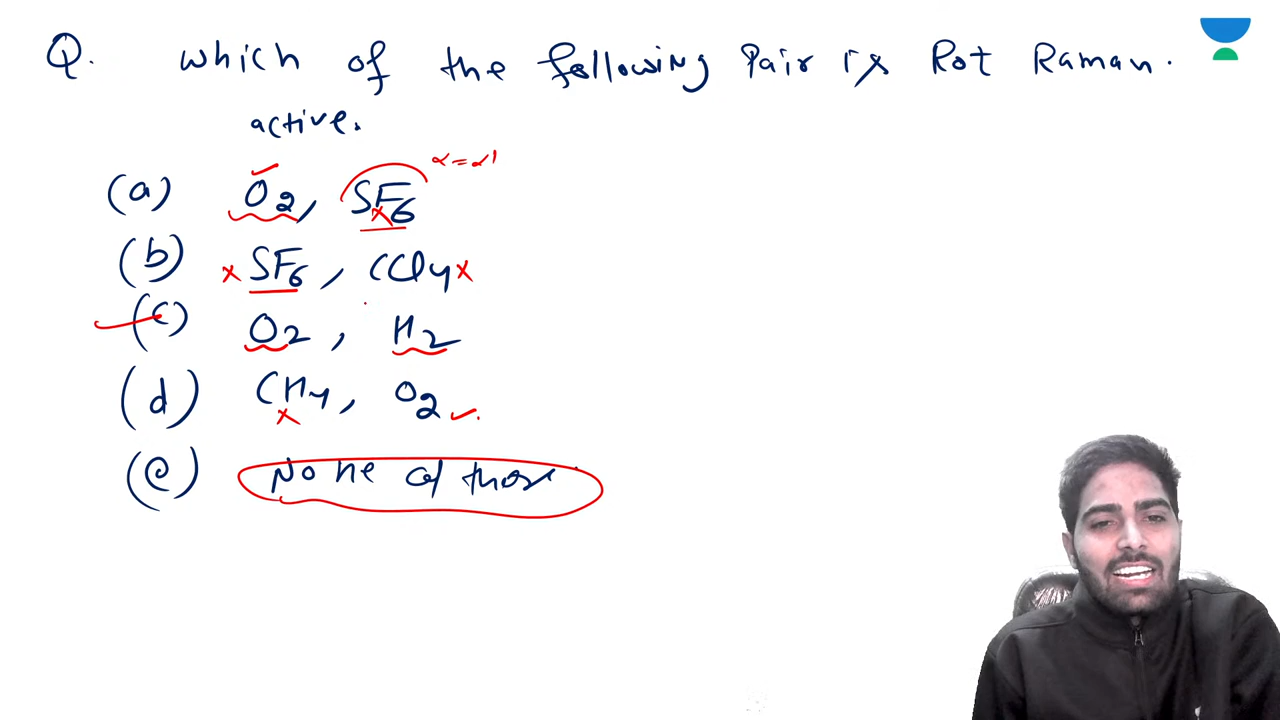 Q. which of the following Pair is Rot Raman.
active.
(a) O2, SF6 α=α'
(b) SF6, CCl4
(c) O2, H2
(d) CH4, O2
(e) None of those